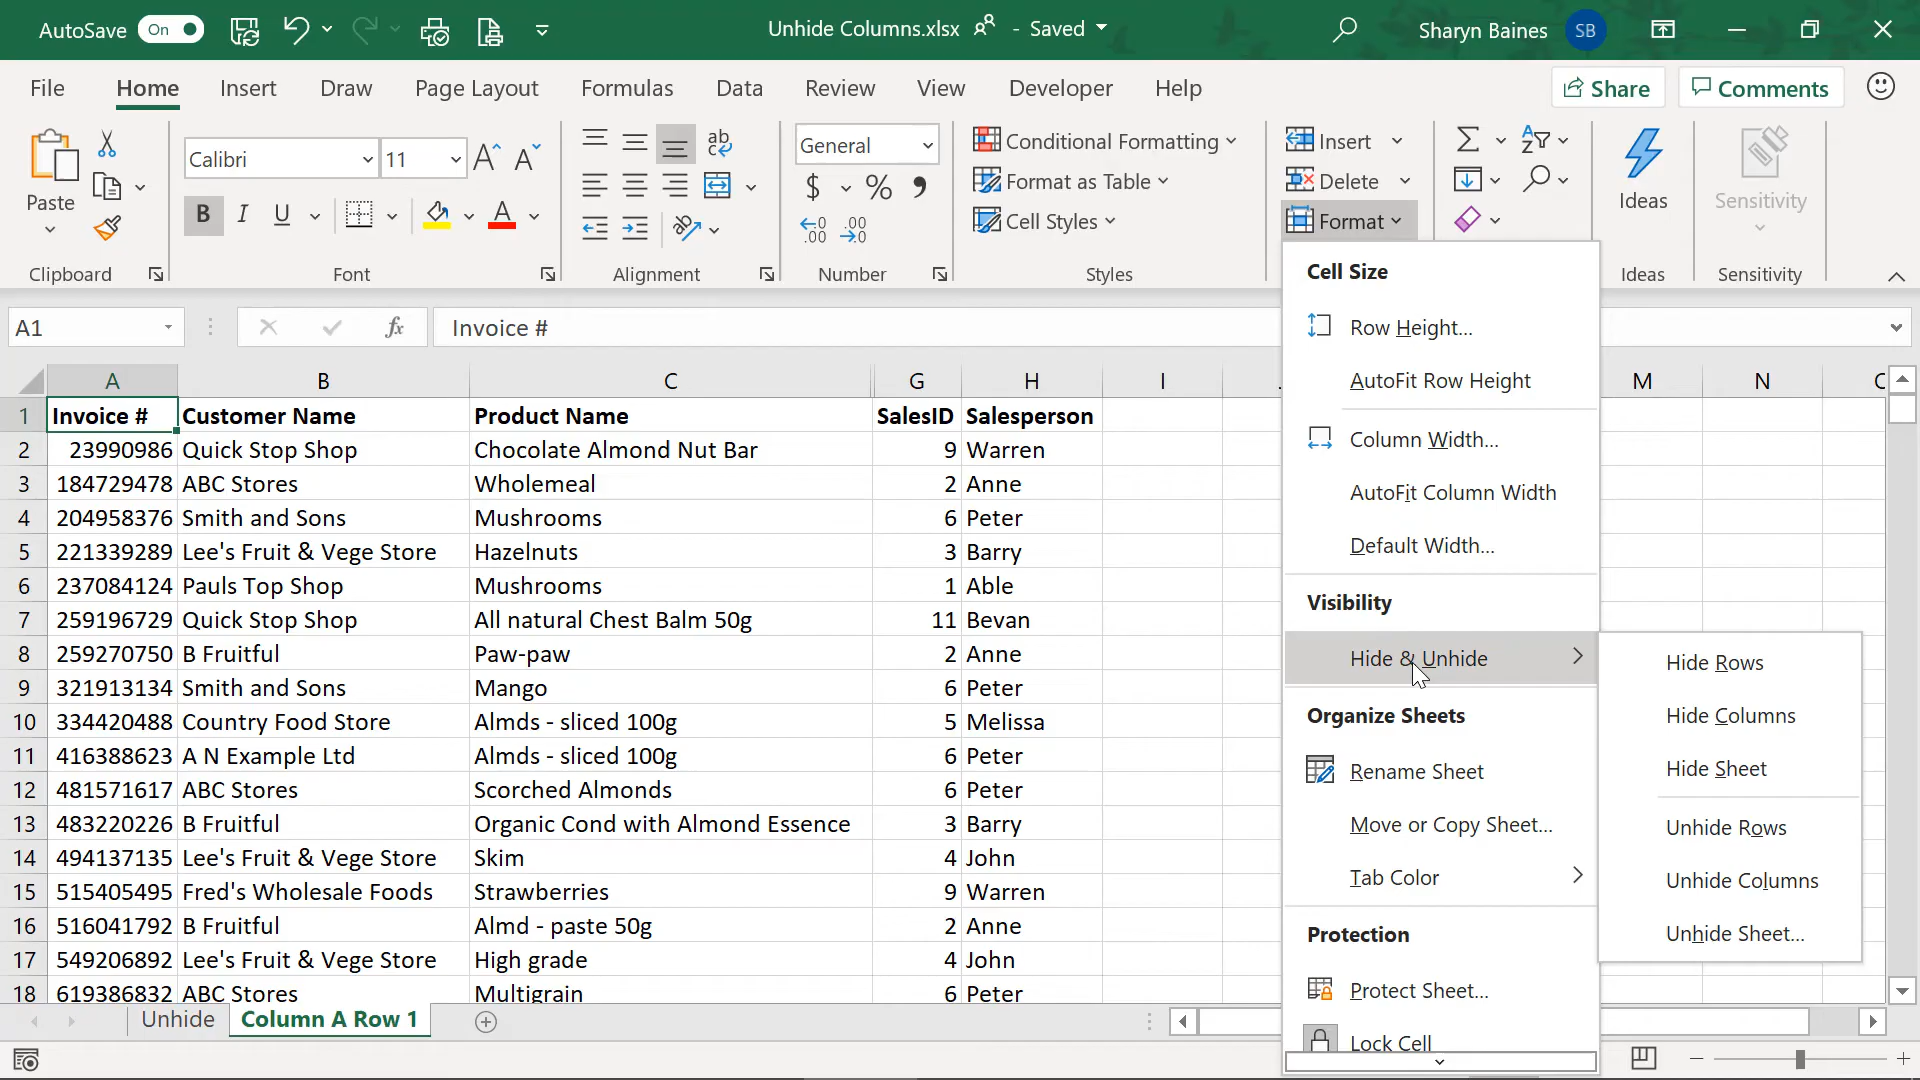 AutoSave On Unhide Columns.xlsx - Saved Sharyn Baines SB
File Home Insert Draw Page Layout Formulas Data Review View Developer Help Share Comments
Paste
Clipboard
Calibri 11
B I U A
Font
ab
Alignment
General
$ % 9
.00 .00
Number
Conditional Formatting
Format as Table
Cell Styles
Styles
Insert
Delete
Format
Ideas
Ideas
Sensitivity
Sensitivity
A1 fx Invoice #
A B C G H I M N
1 Invoice # Customer Name Product Name SalesID Salesperson
2 23990986 Quick Stop Shop Chocolate Almond Nut Bar 9 Warren
3 184729478 ABC Stores Wholemeal 2 Anne
4 204958376 Smith and Sons Mushrooms 6 Peter
5 221339289 Lee's Fruit & Vege Store Hazelnuts 3 Barry
6 237084124 Pauls Top Shop Mushrooms 1 Able
7 259196729 Quick Stop Shop All natural Chest Balm 50g 11 Bevan
8 259270750 B Fruitful Paw-paw 2 Anne
9 321913134 Smith and Sons Mango 6 Peter
10 334420488 Country Food Store Almds - sliced 100g 5 Melissa
11 416388623 A N Example Ltd Almds - sliced 100g 6 Peter
12 481571617 ABC Stores Scorched Almonds 6 Peter
13 483220226 B Fruitful Organic Cond with Almond Essence 3 Barry
14 494137135 Lee's Fruit & Vege Store Skim 4 John
15 515405495 Fred's Wholesale Foods Strawberries 9 Warren
16 516041792 B Fruitful Almd - paste 50g 2 Anne
17 549206892 Lee's Fruit & Vege Store High grade 4 John
18 619386832 ABC Stores Multigrain 6 Peter
Unhide Column A Row 1
Cell Size
Row Height...
AutoFit Row Height
Column Width...
AutoFit Column Width
Default Width...
Visibility
Hide & Unhide
Organize Sheets
Rename Sheet
Move or Copy Sheet...
Tab Color
Protection
Protect Sheet...
Lock Cell
Hide Rows
Hide Columns
Hide Sheet
Unhide Rows
Unhide Columns
Unhide Sheet...